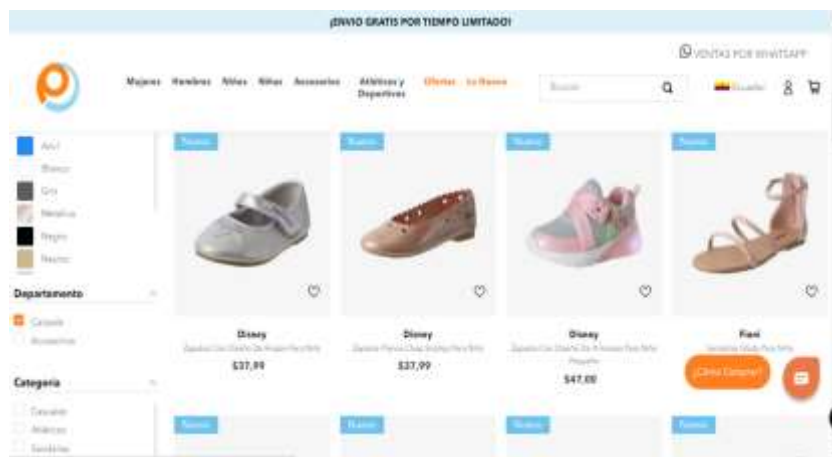 ¡ENVIO GRATIS POR TIEMPO LIMITADO!
VENTAS POR WHATSAPP
Mujeres Hombres Niñas Niños Accesorios Atléticos y Deportivos Ofertas Lo Nuevo
Buscar
Ecuador
Azul
Blanco
Gris
Metálico
Negro
Neutro
Departamento
Calzado
Accesorios
Categoría
Casuales
Atléticos
Sandalias
Nuevo Nuevo Nuevo Nuevo
Disney Disney Disney Fioni
$37,99 $37,99 $47,00
¿Cómo Comprar?
Nuevo Nuevo Nuevo Nuevo